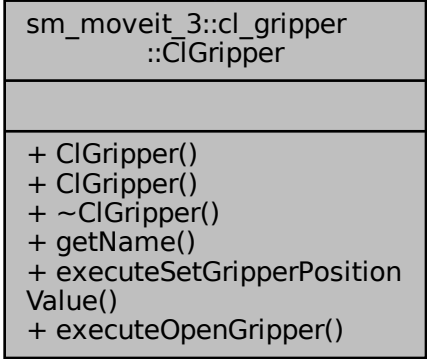 sm_moveit_3::cl_gripper
::ClGripper
+ ClGripper()
+ ClGripper()
+ ~ClGripper()
+ getName()
+ executeSetGripperPosition
Value()
+ executeOpenGripper()